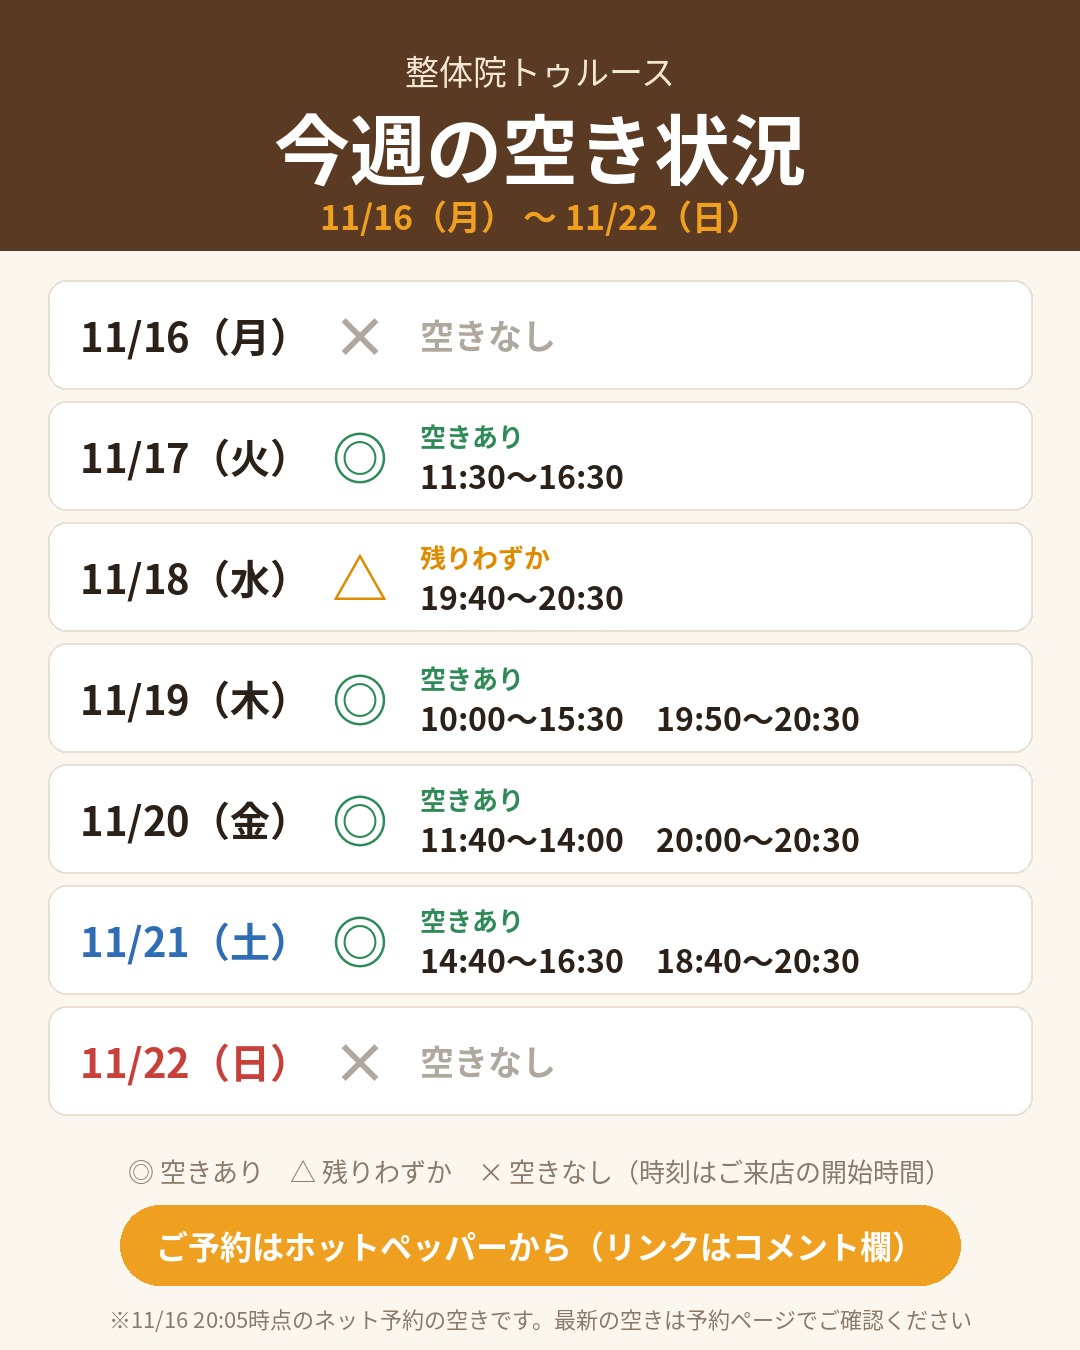 整体院トゥルース
今週の空き状況
11/16（月）～ 11/22（日）
11/16（月） × 空きなし
11/17（火） ◎ 空きあり
11:30～16:30
11/18（水） △ 残りわずか
19:40～20:30
11/19（木） ◎ 空きあり
10:00～15:30　19:50～20:30
11/20（金） ◎ 空きあり
11:40～14:00　20:00～20:30
11/21（土） ◎ 空きあり
14:40～16:30　18:40～20:30
11/22（日） × 空きなし
◎ 空きあり　△ 残りわずか　× 空きなし（時刻はご来店の開始時間）
ご予約はホットペッパーから（リンクはコメント欄）
※11/16 20:05時点のネット予約の空きです。最新の空きは予約ページでご確認ください